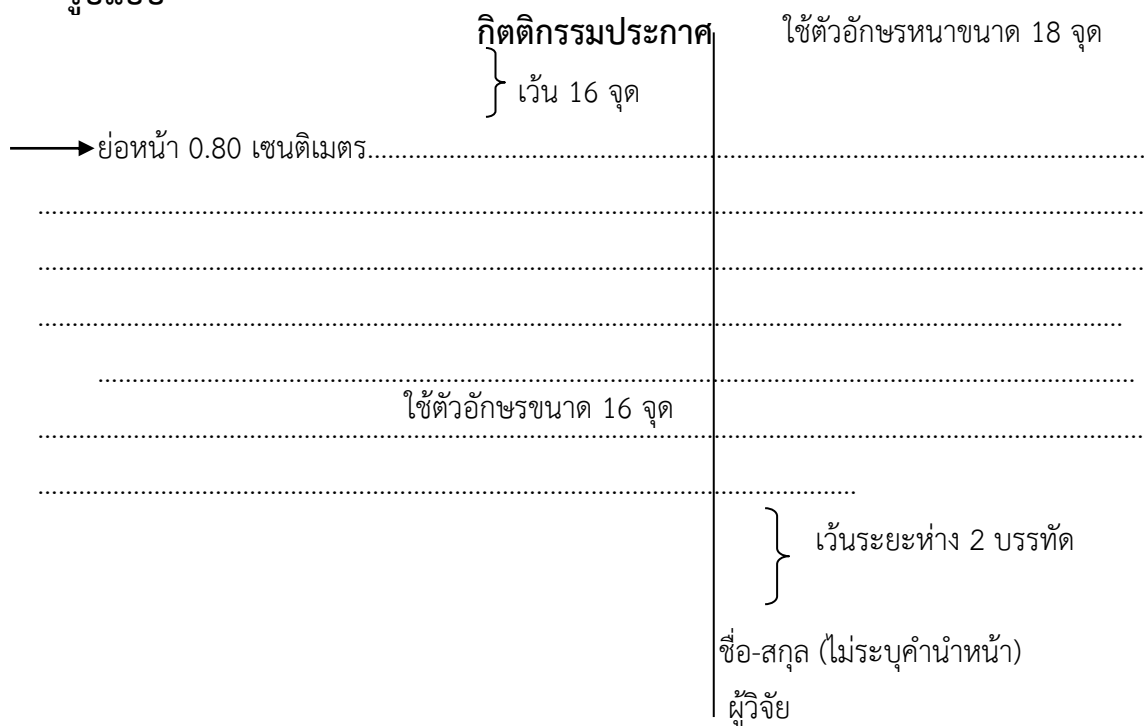 กิตติกรรมประกาศ ใช้ตัวอักษรหนาขนาด 18 จุด
เว้น 16 จุด
ย่อหน้า 0.80 เซนติเมตร....................................................................................................................
....................................................................................................................................................................
....................................................................................................................................................................
.................................................................................................................................................................
..........................................................................................................................................................
ใช้ตัวอักษรขนาด 16 จุด
....................................................................................................................................................................
..........................................................................................................................
เว้นระยะห่าง 2 บรรทัด
ชื่อ-สกุล (ไม่ระบุคำนำหน้า)
ผู้วิจัย